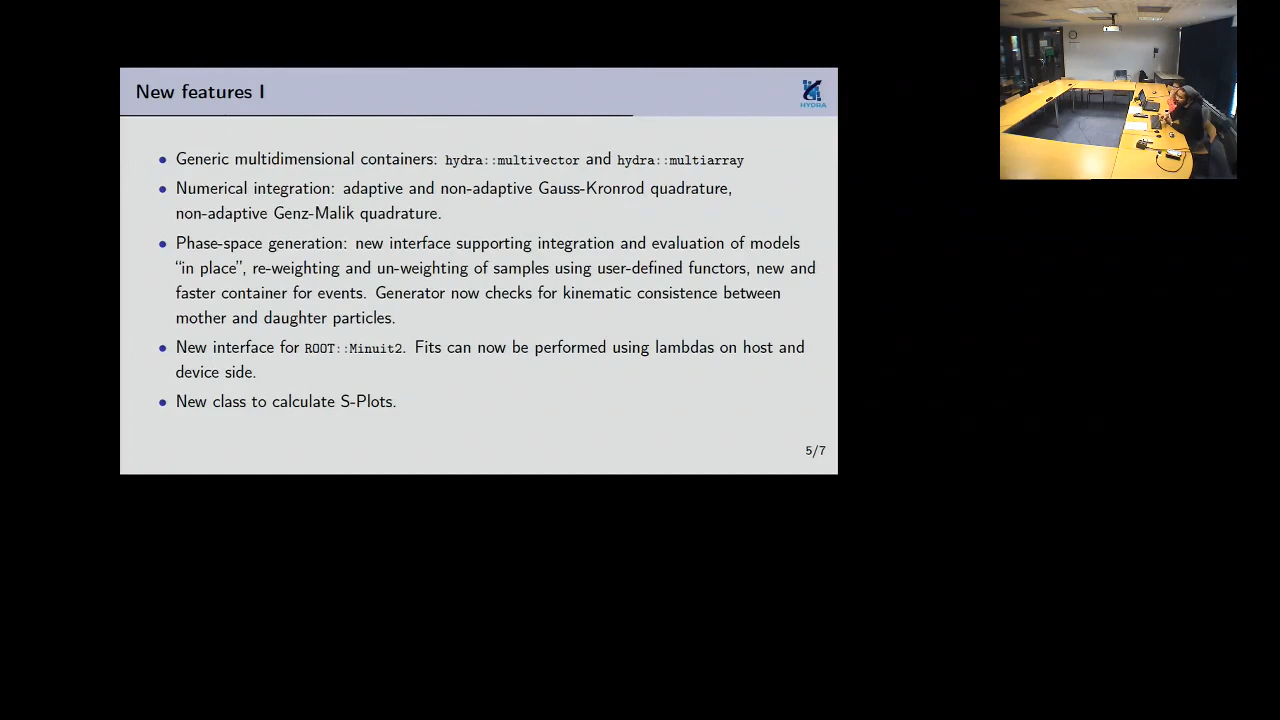 New features I
HYDRA
• Generic multidimensional containers: hydra::multivector and hydra::multiarray
• Numerical integration: adaptive and non-adaptive Gauss-Kronrod quadrature,
non-adaptive Genz-Malik quadrature.
• Phase-space generation: new interface supporting integration and evaluation of models
“in place”, re-weighting and un-weighting of samples using user-defined functors, new and
faster container for events. Generator now checks for kinematic consistence between
mother and daughter particles.
• New interface for ROOT::Minuit2. Fits can now be performed using lambdas on host and
device side.
• New class to calculate S-Plots.
5/7